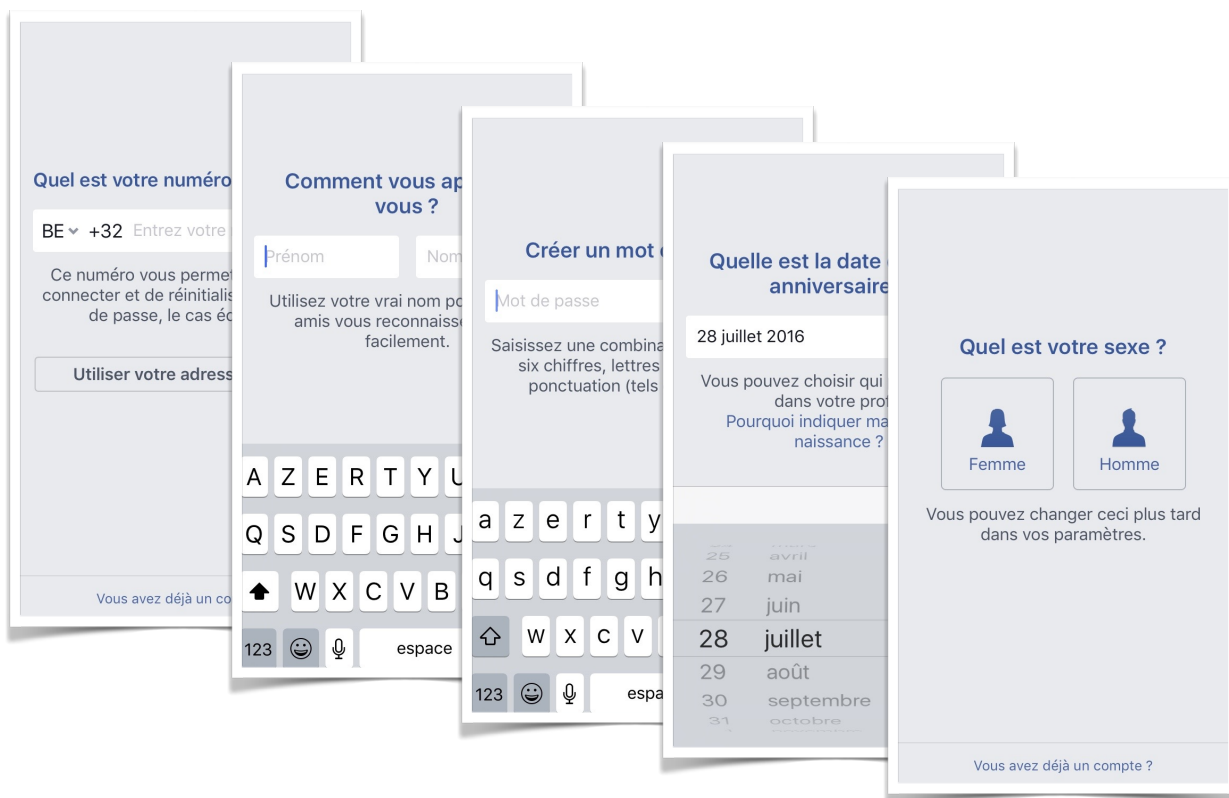 Quel est votre numéro
BE +32 Entrez votre
Ce numéro vous permet
connecter et de réinitialis
de passe, le cas éc
Utiliser votre adress
Vous avez déjà un co
Comment vous ap
vous ?
Prénom Nom
Utilisez votre vrai nom po
amis vous reconnaiss
facilement.
A Z E R T Y U
Q S D F G H J
W X C V B
123 espace
Créer un mot
Mot de passe
Saisissez une combina
six chiffres, lettres
ponctuation (tels
a z e r t y
q s d f g h
w x c v
123 espa
Quelle est la date
anniversaire
28 juillet 2016
Vous pouvez choisir qui
dans votre prof
Pourquoi indiquer ma
naissance ?
25 avril
26 mai
27 juin
28 juillet
29 août
30 septembre
31 octobre
Quel est votre sexe ?
Femme Homme
Vous pouvez changer ceci plus tard
dans vos paramètres.
Vous avez déjà un compte ?